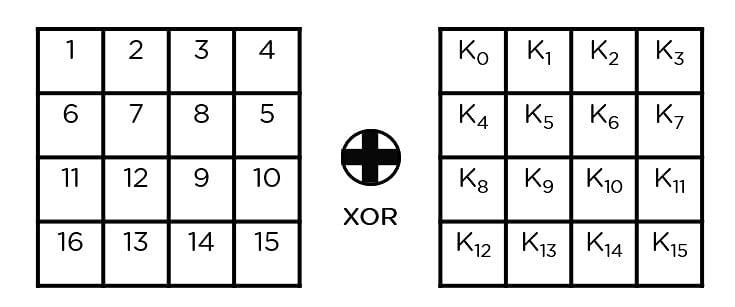 1 2 3 4 K₀ K₁ K₂ K₃
6 7 8 5 K₄ K₅ K₆ K₇
11 12 9 10 K₈ K₉ K₁₀ K₁₁
XOR
16 13 14 15 K₁₂ K₁₃ K₁₄ K₁₅